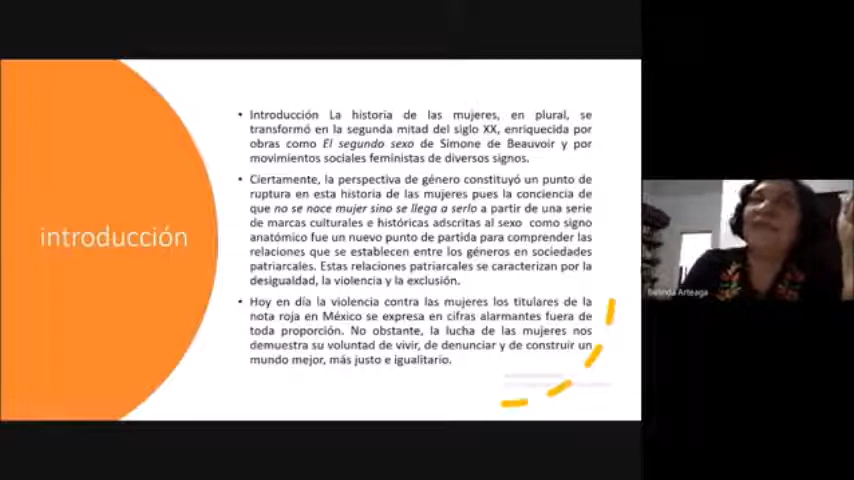 introducción
• Introducción La historia de las mujeres, en plural, se
transformó en la segunda mitad del siglo XX, enriquecida por
obras como El segundo sexo de Simone de Beauvoir y por
movimientos sociales feministas de diversos signos.
• Ciertamente, la perspectiva de género constituyó un punto de
ruptura en esta historia de las mujeres pues la conciencia de
que no se nace mujer sino se llega a serlo a partir de una serie
de marcas culturales e históricas adscritas al sexo como signo
anatómico fue un nuevo punto de partida para comprender las
relaciones que se establecen entre los géneros en sociedades
patriarcales. Estas relaciones patriarcales se caracterizan por la
desigualdad, la violencia y la exclusión.
• Hoy en día la violencia contra las mujeres los titulares de la
nota roja en México se expresa en cifras alarmantes fuera de
toda proporción. No obstante, la lucha de las mujeres nos
demuestra su voluntad de vivir, de denunciar y de construir un
mundo mejor, más justo e igualitario.
Belinda Arteaga